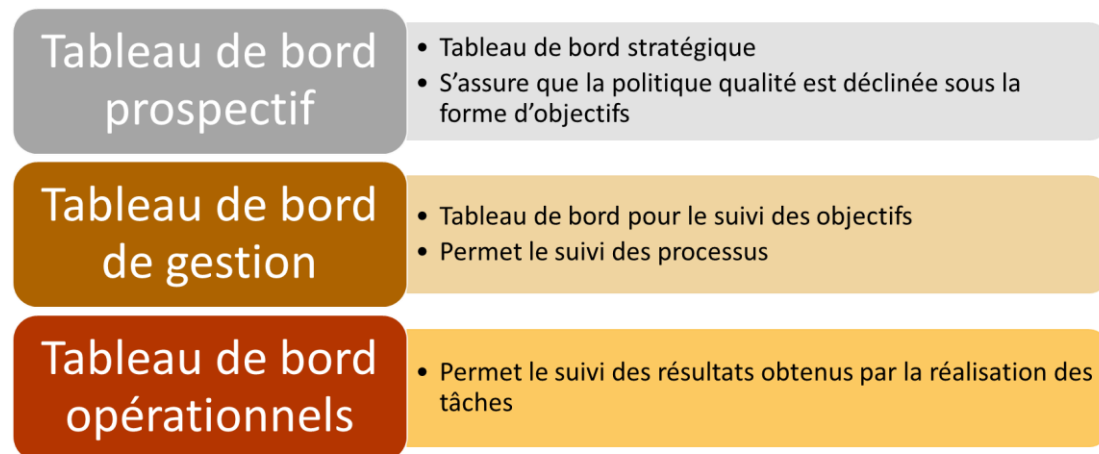 Tableau de bord
prospectif
• Tableau de bord stratégique
• S’assure que la politique qualité est déclinée sous la
forme d’objectifs
Tableau de bord
de gestion
• Tableau de bord pour le suivi des objectifs
• Permet le suivi des processus
Tableau de bord
opérationnels
• Permet le suivi des résultats obtenus par la réalisation des
tâches